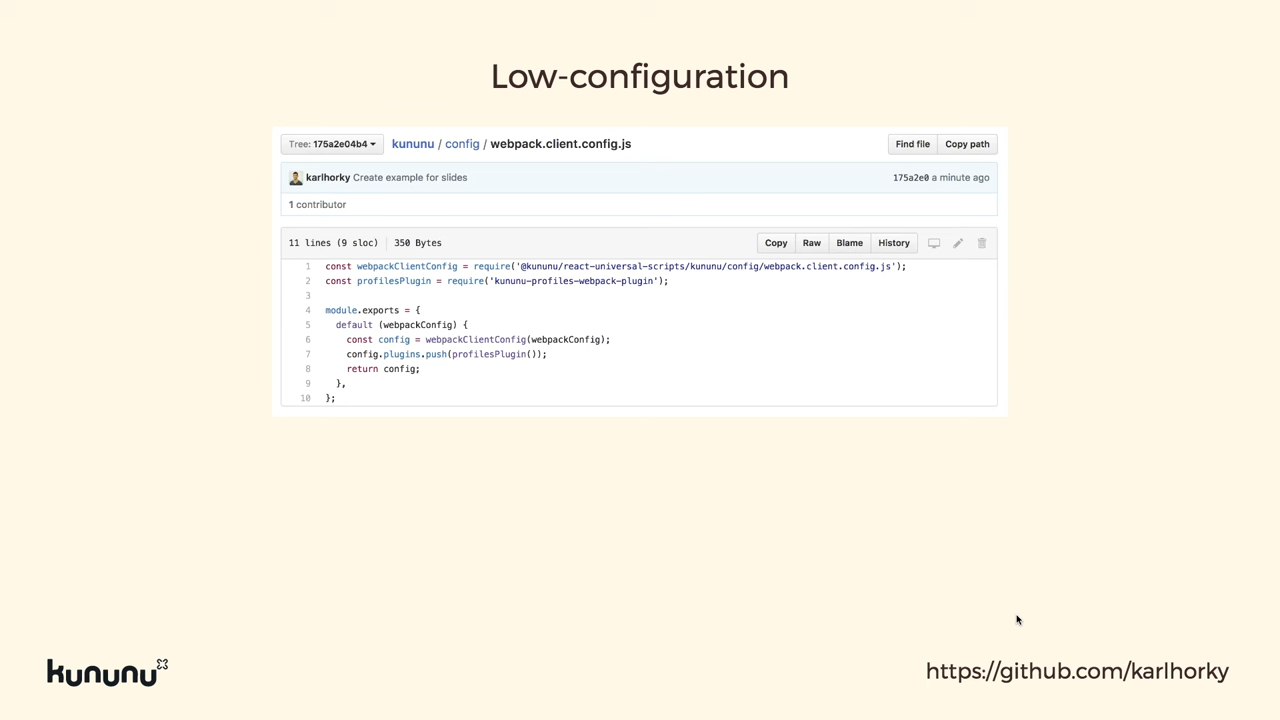 Low-configuration
Tree: 175a2e04b4
kununu / config / webpack.client.config.js
Find file
Copy path
karlhorky Create example for slides
175a2e0 a minute ago
1 contributor
11 lines (9 sloc)
350 Bytes
Copy
Raw
Blame
History
1 const webpackClientConfig = require('@kununu/react-universal-scripts/kununu/config/webpack.client.config.js');
2 const profilesPlugin = require('kununu-profiles-webpack-plugin');
3
4 module.exports = {
5 default (webpackConfig) {
6 const config = webpackClientConfig(webpackConfig);
7 config.plugins.push(profilesPlugin());
8 return config;
9 },
10 };
kununu
https://github.com/karlhorky